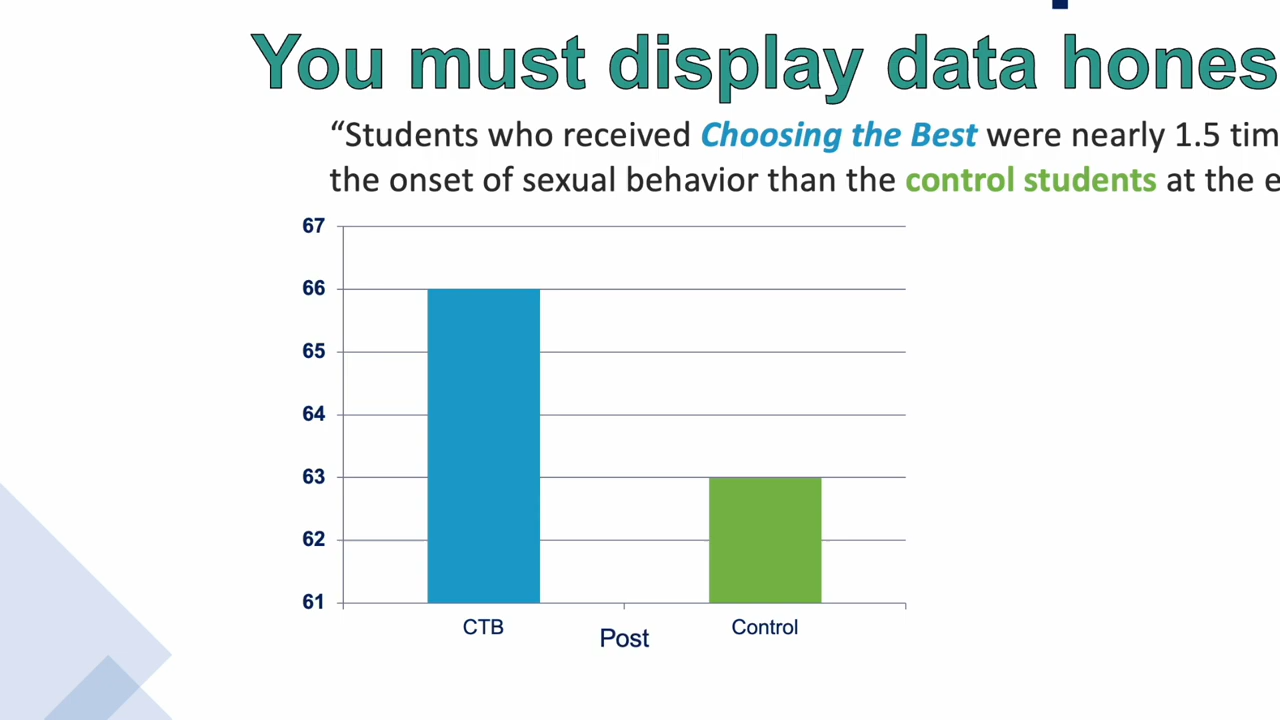 You must display data hones
“Students who received Choosing the Best were nearly 1.5 tim
the onset of sexual behavior than the control students at the e
67
66
65
64
63
62
61
CTB
Control
Post